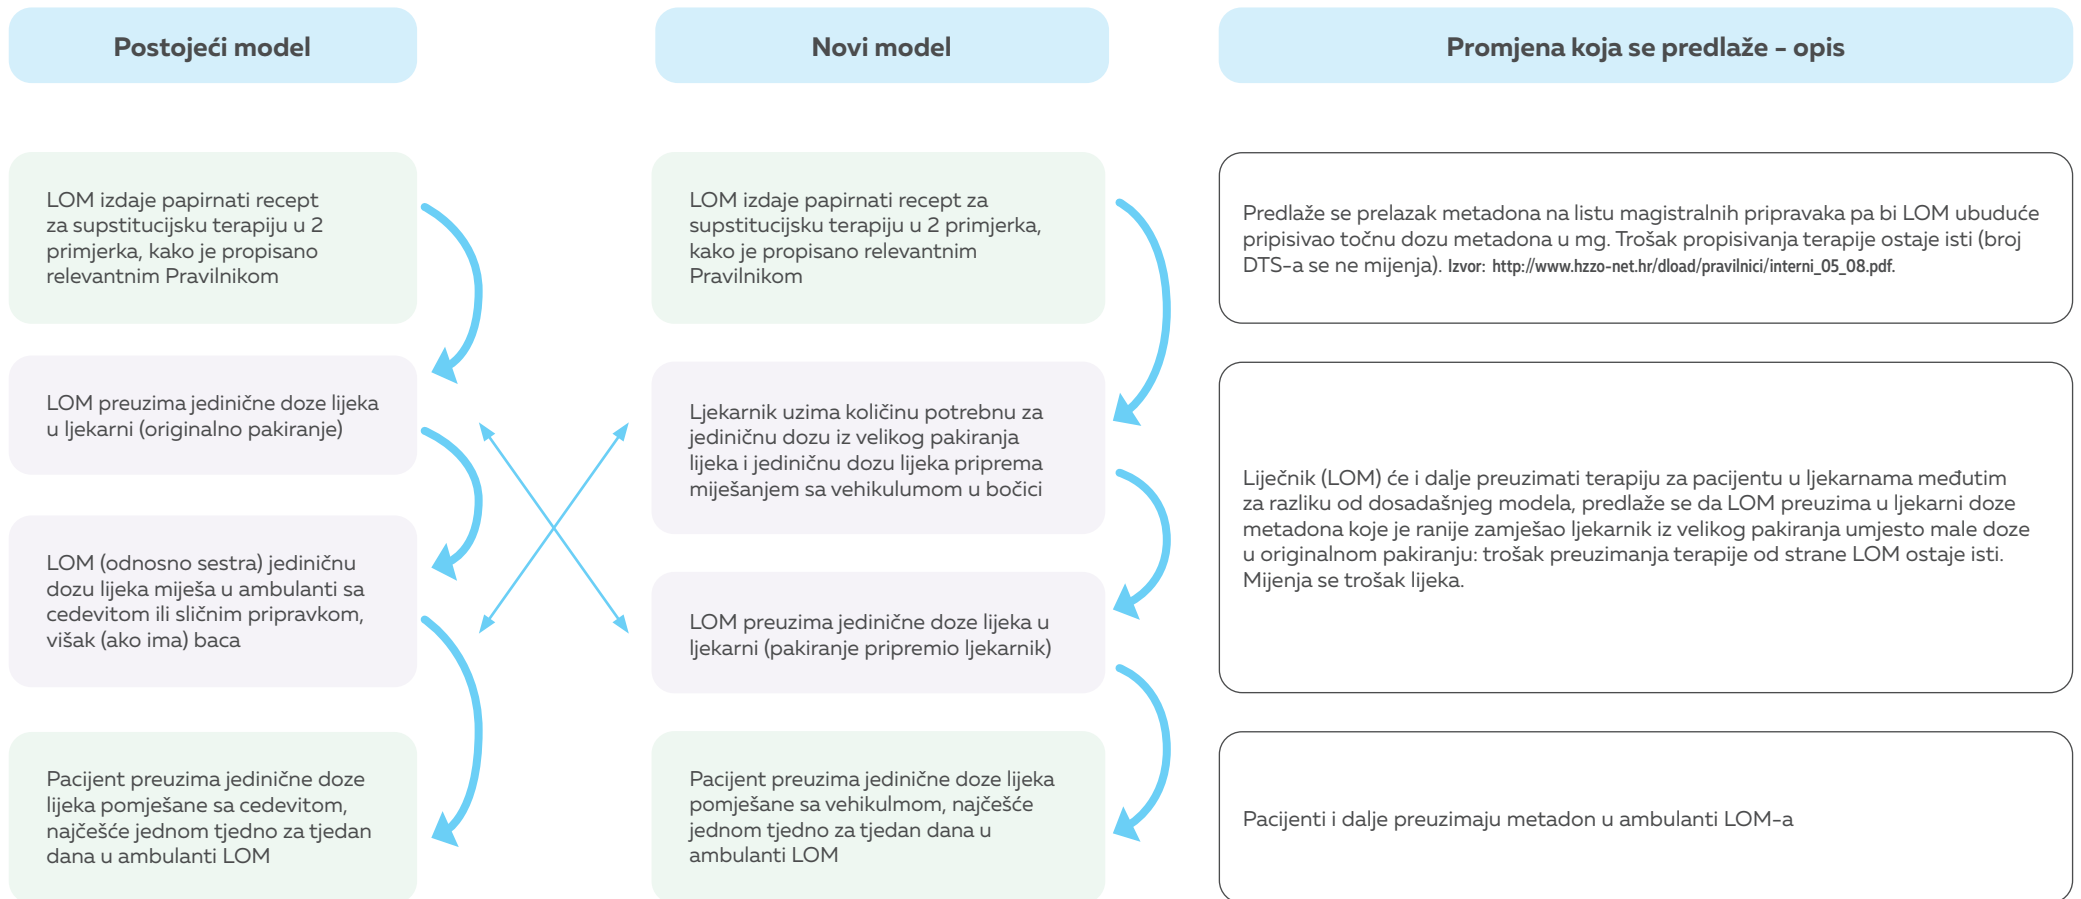 Postojeći model
Novi model
Promjena koja se predlaže - opis
LOM izdaje papirnati recept
za supstitucijsku terapiju u 2
primjerka, kako je propisano
relevantnim Pravilnikom
LOM preuzima jedinične doze lijeka
u ljekarni (originalno pakiranje)
LOM (odnosno sestra) jediničnu
dozu lijeka miješa u ambulanti sa
cedevitom ili sličnim pripravkom,
višak (ako ima) baca
Pacijent preuzima jedinične doze
lijeka pomješane sa cedevitom,
najčešće jednom tjedno za tjedan
dana u ambulanti LOM
LOM izdaje papirnati recept za
supstitucijsku terapiju u 2 primjerka,
kako je propisano relevantnim
Pravilnikom
Ljekarnik uzima količinu potrebnu za
jediničnu dozu iz velikog pakiranja
lijeka i jediničnu dozu lijeka priprema
miješanjem sa vehikulumom u bočici
LOM preuzima jedinične doze lijeka u
ljekarni (pakiranje pripremio ljekarnik)
Pacijent preuzima jedinične doze lijeka
pomješane sa vehikulmom, najčešće
jednom tjedno za tjedan dana u
ambulanti LOM
Predlaže se prelazak metadona na listu magistralnih pripravaka pa bi LOM ubuduće
pripisivao točnu dozu metadona u mg. Trošak propisivanja terapije ostaje isti (broj
DTS-a se ne mijenja). Izvor: http://www.hzzo-net.hr/dload/pravilnici/interni_05_08.pdf.
Liječnik (LOM) će i dalje preuzimati terapiju za pacijentu u ljekarnama međutim
za razliku od dosadašnjeg modela, predlaže se da LOM preuzima u ljekarni doze
metadona koje je ranije zamješao ljekarnik iz velikog pakiranja umjesto male doze
u originalnom pakiranju: trošak preuzimanja terapije od strane LOM ostaje isti.
Mijenja se trošak lijeka.
Pacijenti i dalje preuzimaju metadon u ambulanti LOM-a